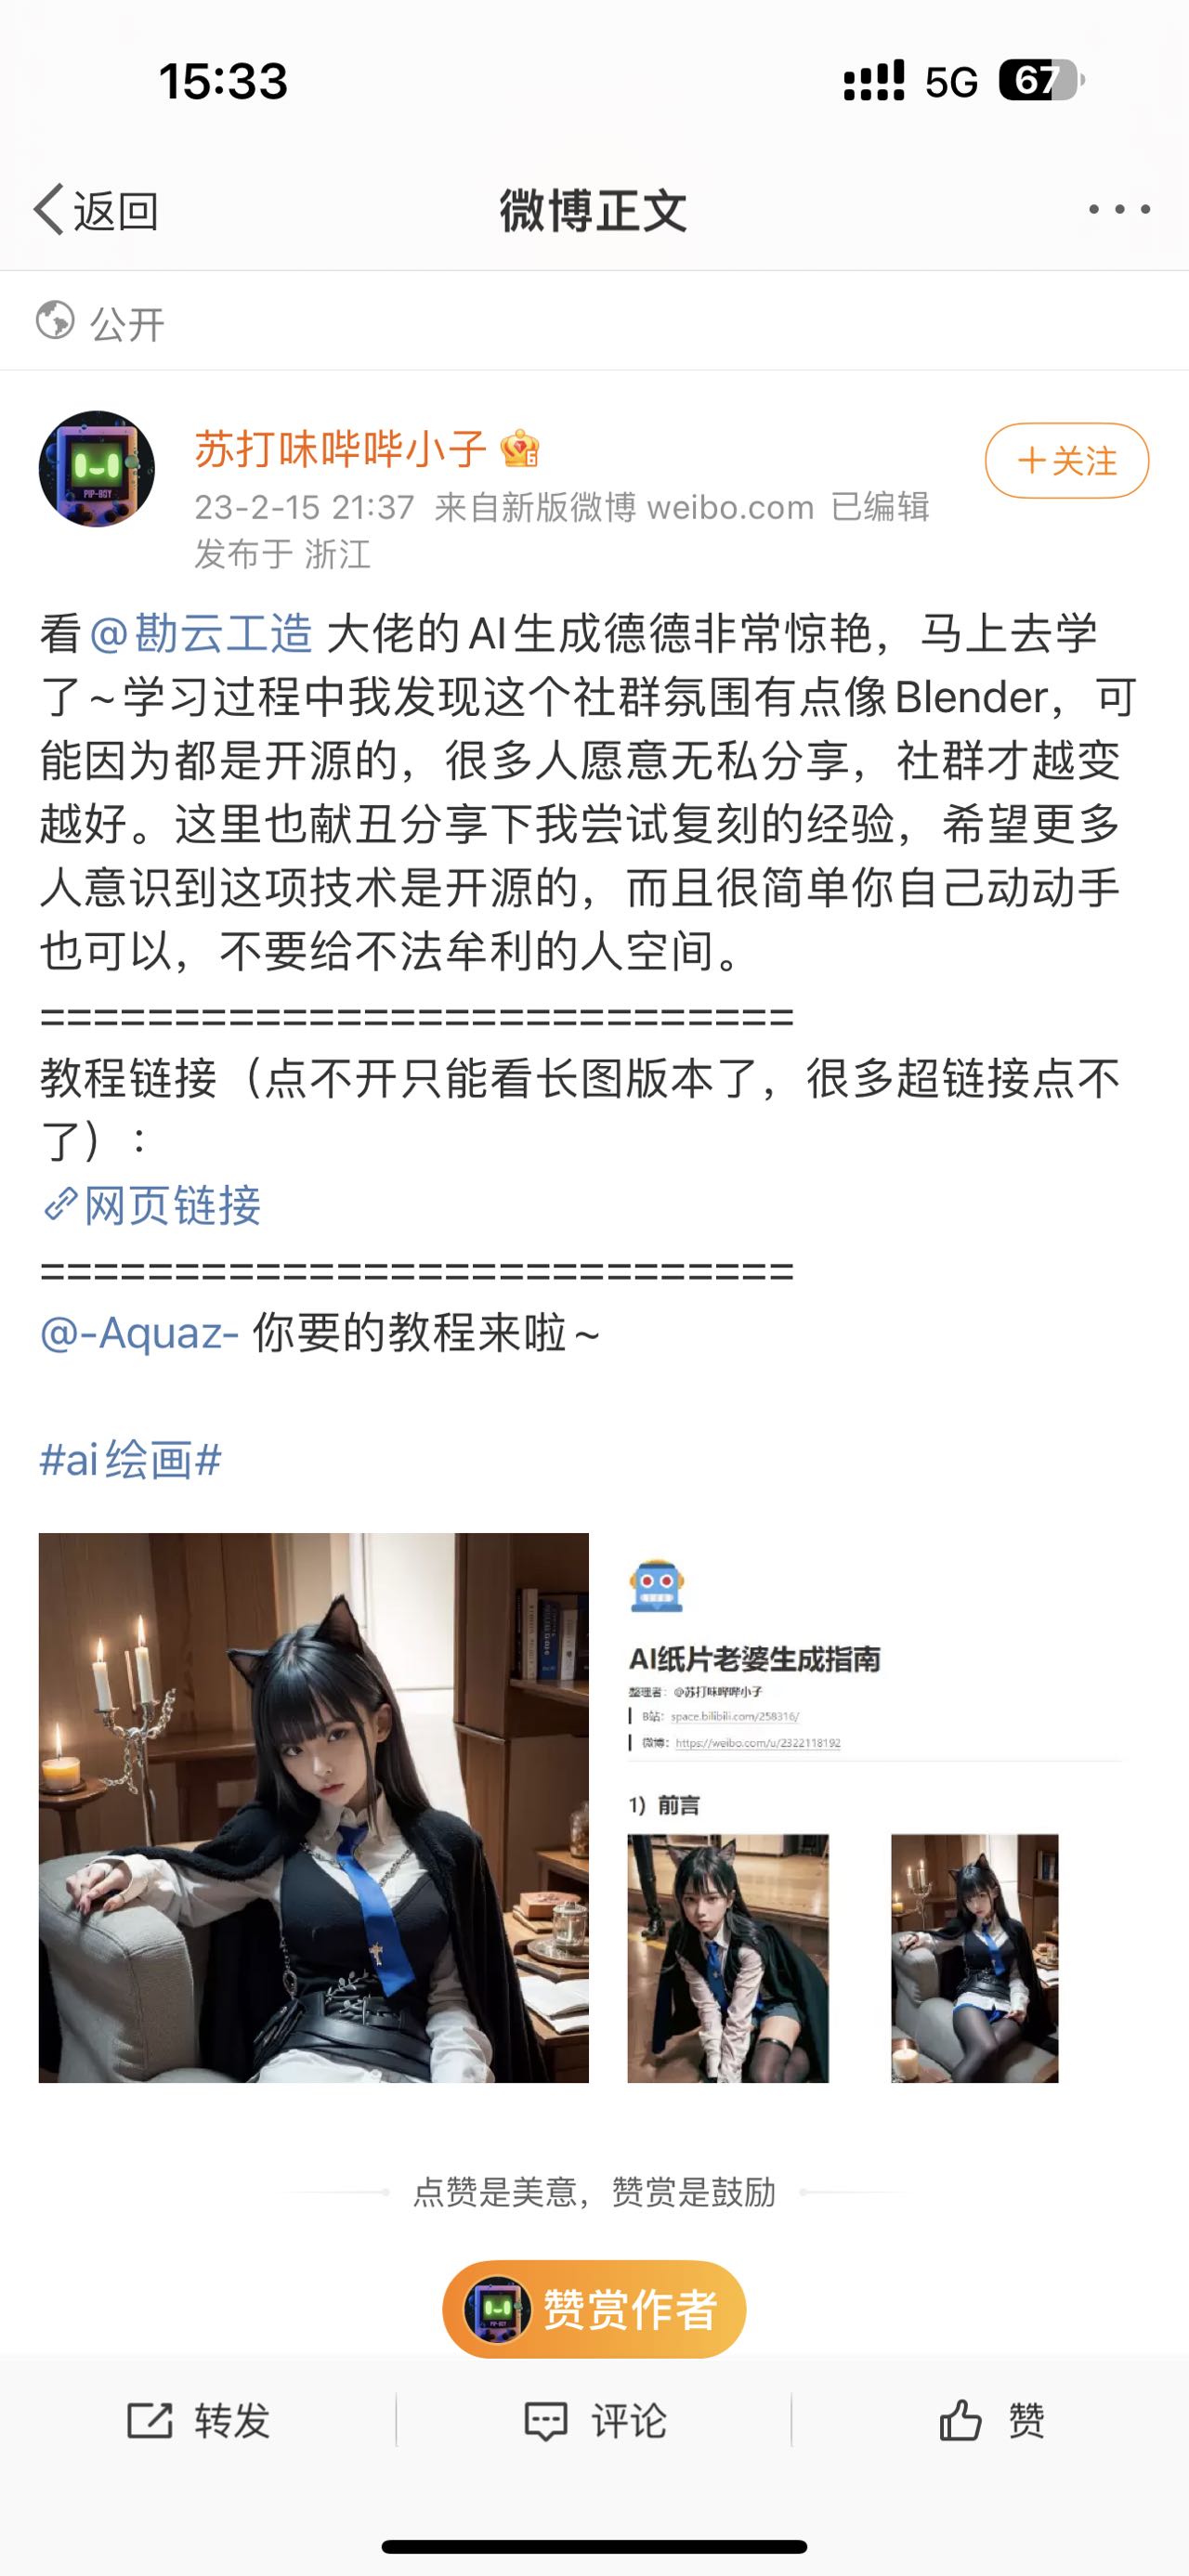 15:33
5G 67
返回
微博正文
公开
苏打味哔哔小子
+关注
23-2-15 21:37 来自新版微博 weibo.com 已编辑
发布于 浙江
看@勘云工造 大佬的AI生成德德非常惊艳，马上去学
了~学习过程中我发现这个社群氛围有点像Blender，可
能因为都是开源的，很多人愿意无私分享，社群才越变
越好。这里也献丑分享下我尝试复刻的经验，希望更多
人意识到这项技术是开源的，而且很简单你自己动动手
也可以，不要给不法牟利的人空间。
============================
教程链接（点不开只能看长图版本了，很多超链接点不
了）:
网页链接
============================
@-Aquaz- 你要的教程来啦~
#ai绘画#
AI纸片老婆生成指南
整理者：@苏打味哔哔小子
B站：space.bilibili.com/258316/
微博：https://weibo.com/u/2322118192
1）前言
点赞是美意，赞赏是鼓励
赞赏作者
转发
评论
赞